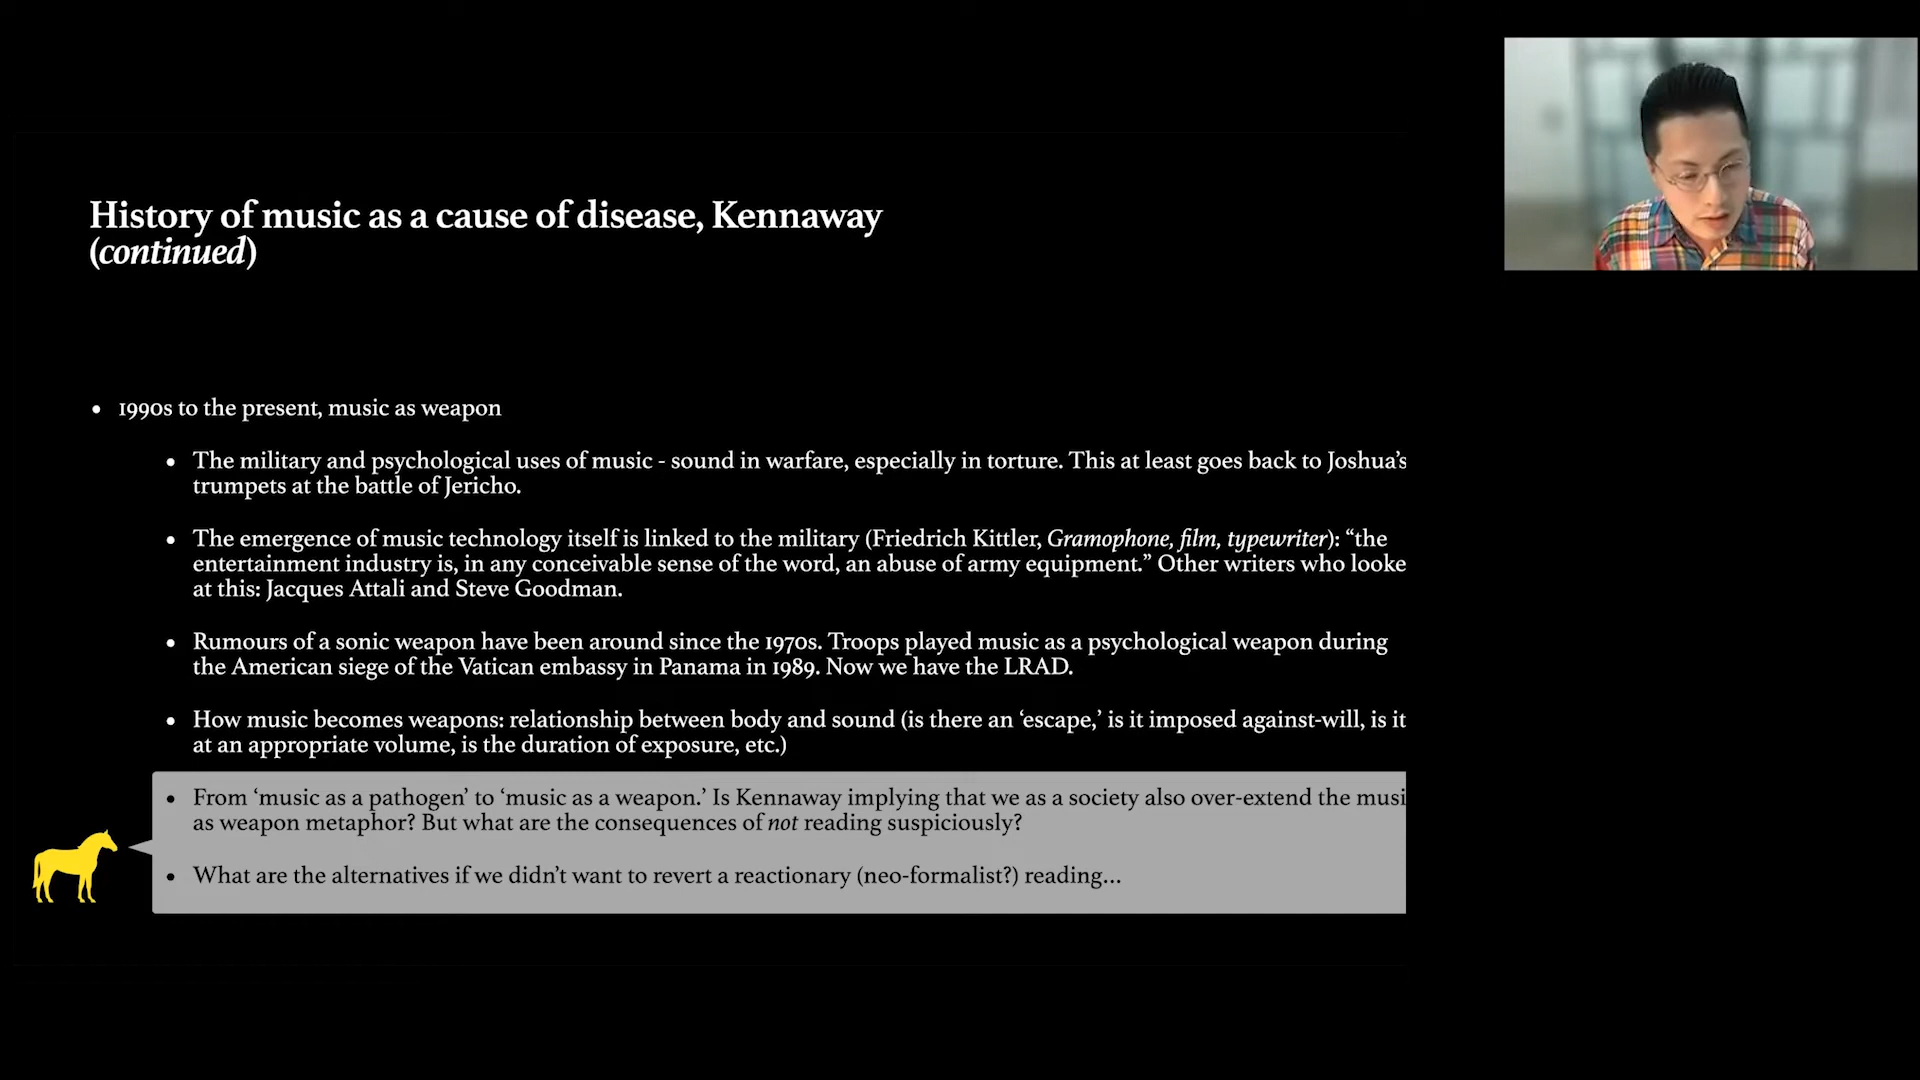 History of music as a cause of disease, Kennaway
(continued)
• 1990s to the present, music as weapon
• The military and psychological uses of music - sound in warfare, especially in torture. This at least goes back to Joshua's
trumpets at the battle of Jericho.
• The emergence of music technology itself is linked to the military (Friedrich Kittler, Gramophone, film, typewriter): “the
entertainment industry is, in any conceivable sense of the word, an abuse of army equipment.” Other writers who looke
at this: Jacques Attali and Steve Goodman.
• Rumours of a sonic weapon have been around since the 1970s. Troops played music as a psychological weapon during
the American siege of the Vatican embassy in Panama in 1989. Now we have the LRAD.
• How music becomes weapons: relationship between body and sound (is there an ‘escape,’ is it imposed against-will, is it
at an appropriate volume, is the duration of exposure, etc.)
• From ‘music as a pathogen’ to ‘music as a weapon.’ Is Kennaway implying that we as a society also over-extend the musi
as weapon metaphor? But what are the consequences of not reading suspiciously?
• What are the alternatives if we didn’t want to revert a reactionary (neo-formalist?) reading...